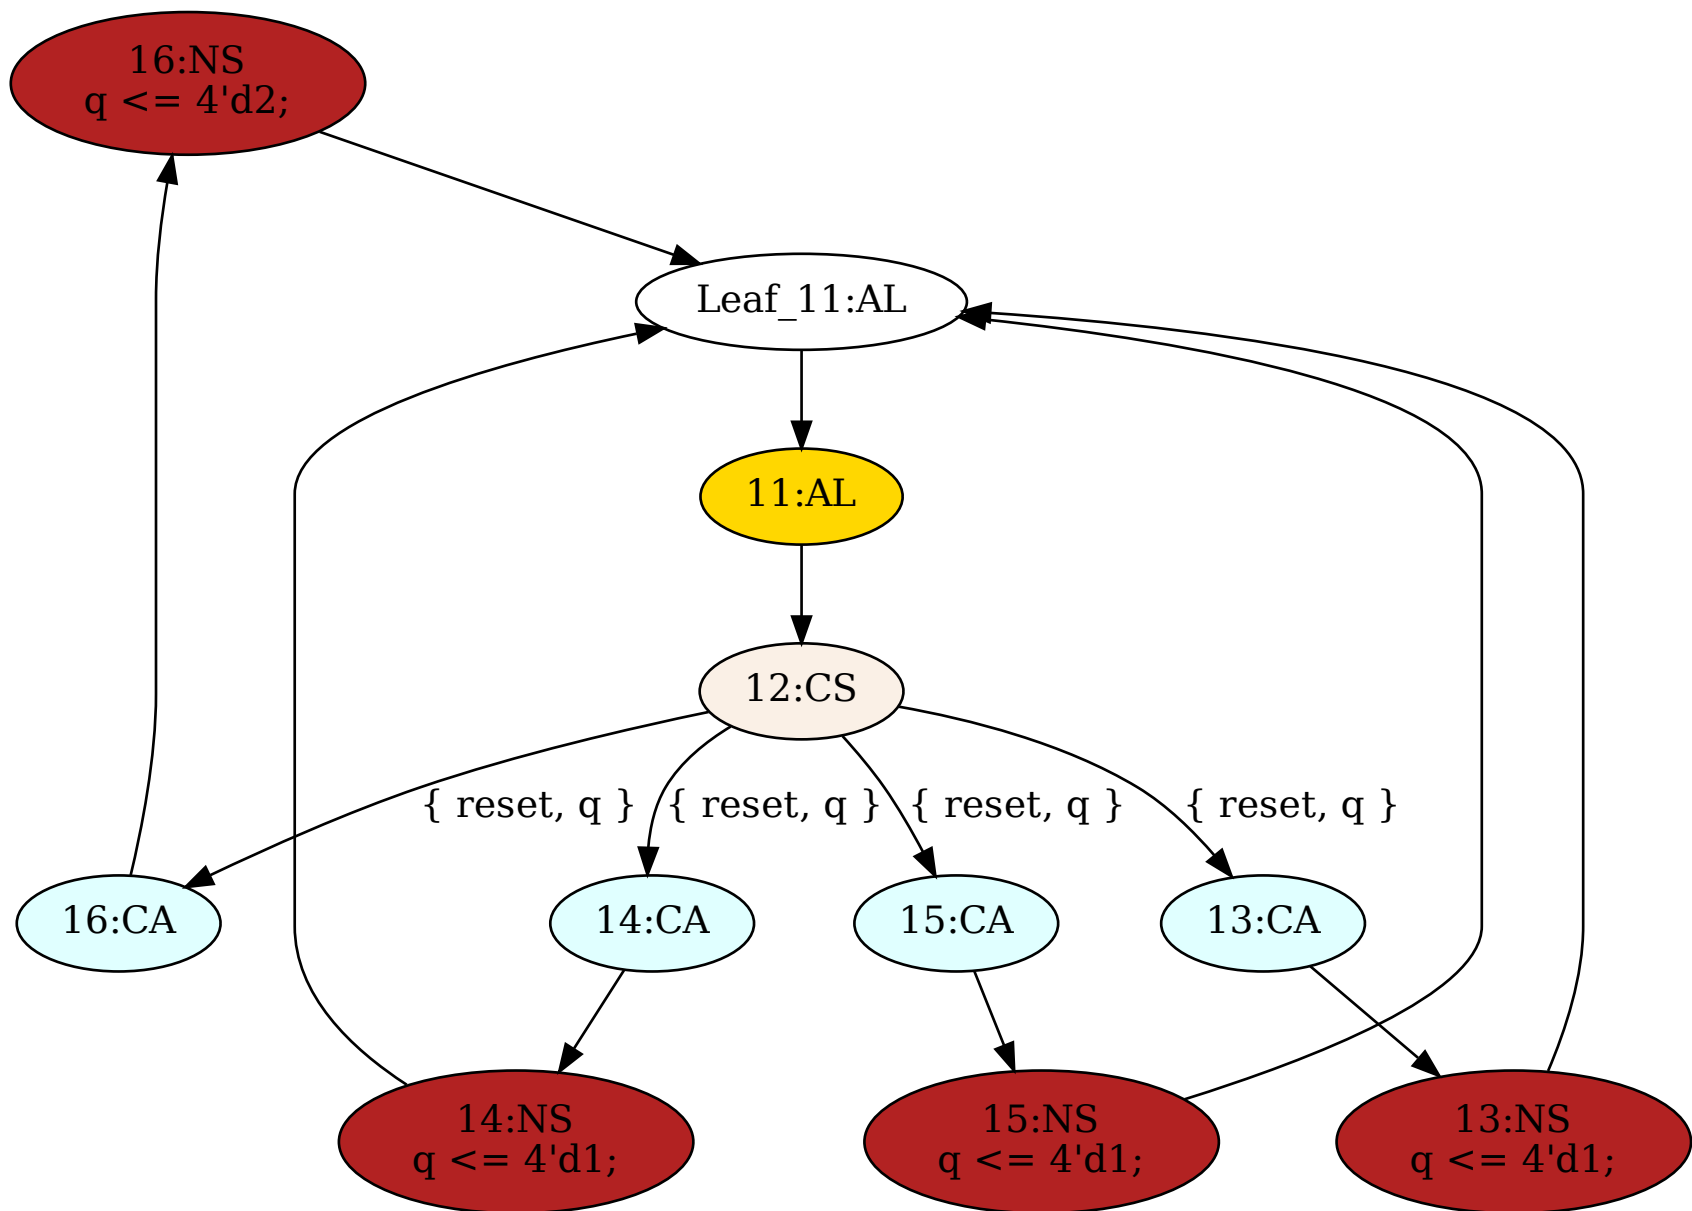 16:NS
q <= 4'd2;
Leaf_11:AL
11:AL
12:CS
{ reset, q }
{ reset, q }
{ reset, q }
{ reset, q }
16:CA
14:CA
15:CA
13:CA
14:NS
q <= 4'd1;
15:NS
q <= 4'd1;
13:NS
q <= 4'd1;